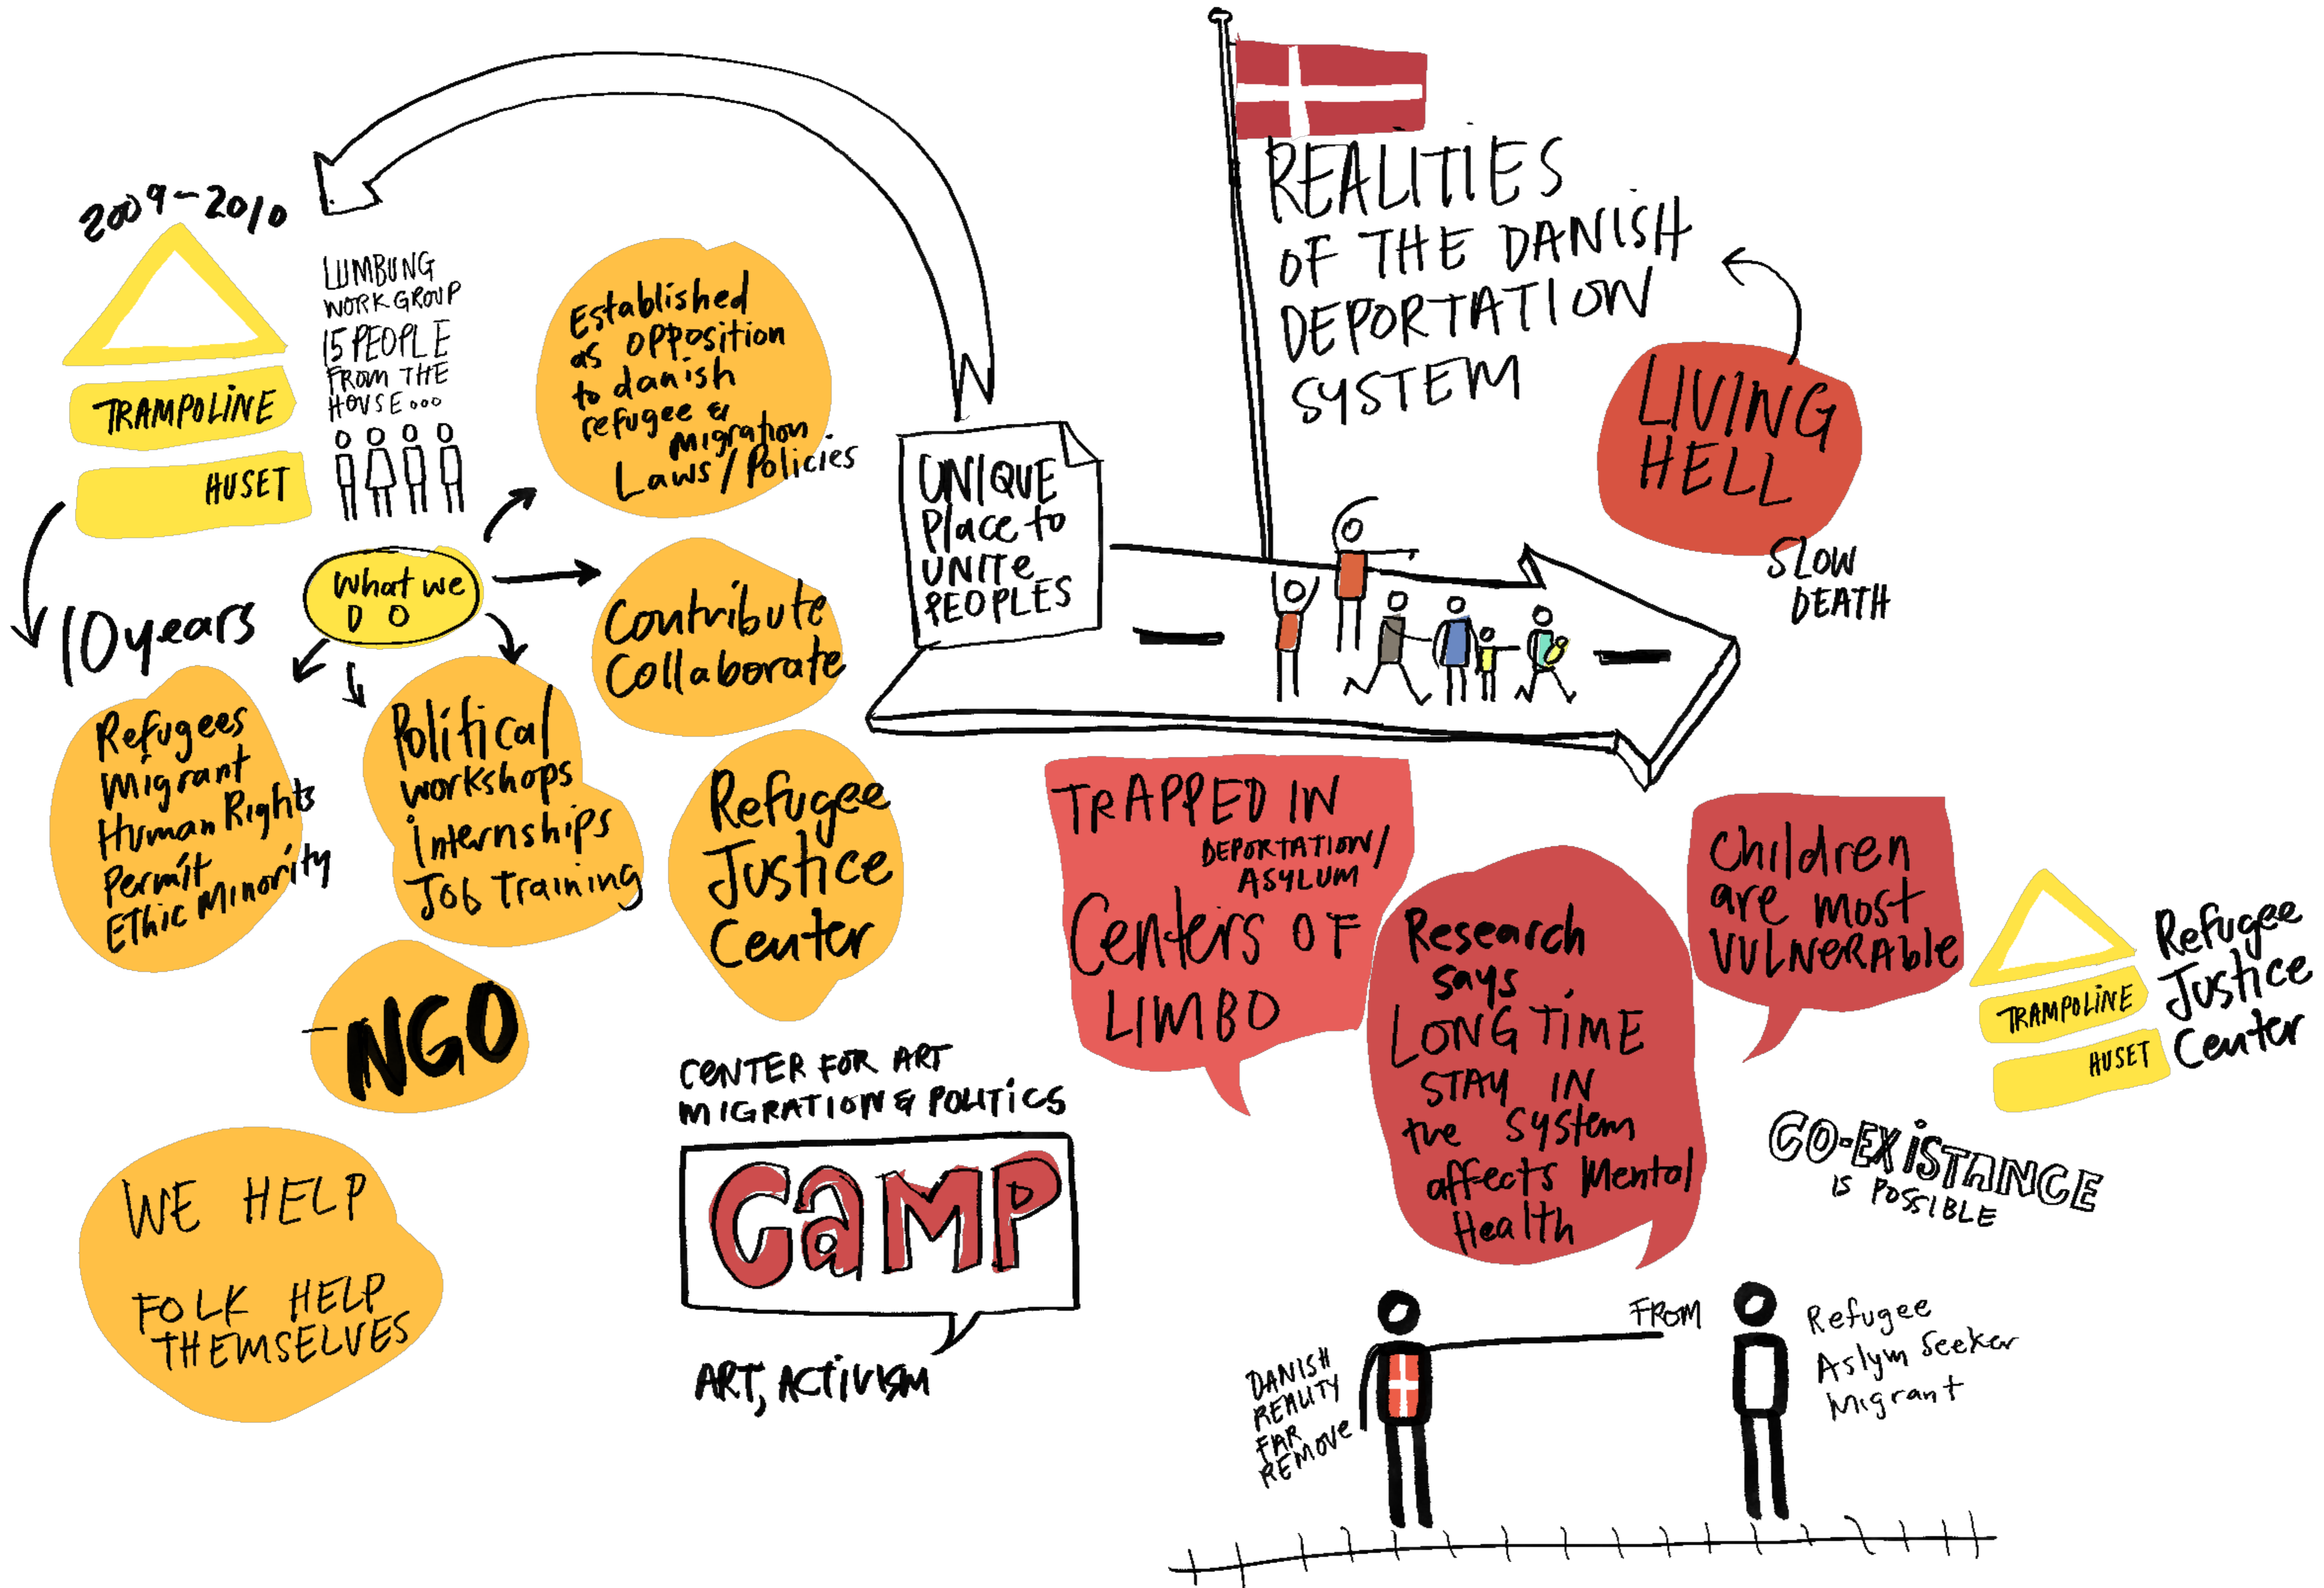 2009-2010
TRAMPOLINE
HUSET
LUMBUNG
WORK GROUP
15 PEOPLE
FROM THE
HOUSE...
10 years
What we
DO
Established
as opposition
to danish
refugee &
migration
Laws/Policies
Contribute
Collaborate
Refugees
Migrant
Human Rights
Permit
Ethic Minority
Political
workshops
internships
Job training
Refugee
Justice
Center
NGO
WE HELP
FOLK HELP
THEMSELVES
CENTER FOR ART
MIGRATION & POLITICS
CaMP
ART, ACTIVISM
UNIQUE
Place to
UNITE
PEOPLES
REALITIES
OF THE DANISH
DEPORTATION
SYSTEM
LIVING
HELL
SLOW
DEATH
TRAPPED IN
DEPORTATION/
ASYLUM
Centers OF
LIMBO
Research
says
LONG TIME
STAY IN
the system
affects Mental
Health
Children
are most
VULNERABLE
TRAMPOLINE
HUSET
Refugee
Justice
Center
CO-EXISTANCE
IS POSSIBLE
DANISH
REALITY
FAR
REMOVE
FROM
Refugee
Aslym Seeker
Migrant